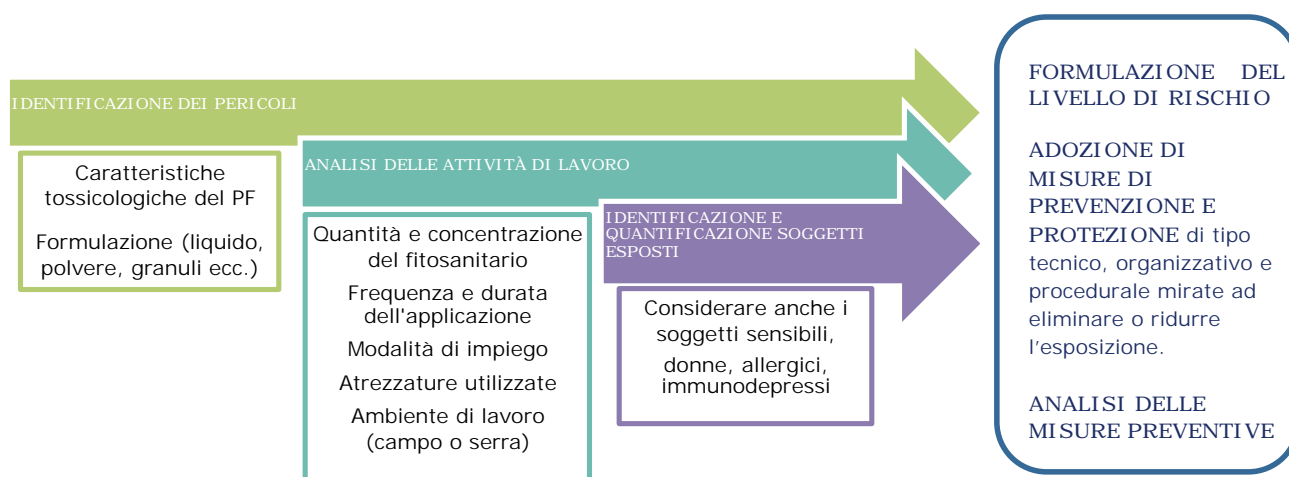 IDENTIFICAZIONE DEI PERICOLI
Caratteristiche
tossicologiche del PF
Formulazione (liquido,
polvere, granuli ecc.)
ANALISI DELLE ATTIVITÀ DI LAVORO
Quantità e concentrazione
del fitosanitario
Frequenza e durata
dell'applicazione
Modalità di impiego
Atrezzature utilizzate
Ambiente di lavoro
(campo o serra)
IDENTIFICAZIONE E
QUANTIFICAZIONE SOGGETTI
ESPOSTI
Considerare anche i
soggetti sensibili,
donne, allergici,
immunodepressi
FORMULAZIONE DEL
LIVELLO DI RISCHIO
ADOZIONE DI
MISURE DI
PREVENZIONE E
PROTEZIONE di tipo
tecnico, organizzativo e
procedurale mirate ad
eliminare o ridurre
l'esposizione.
ANALISI DELLE
MISURE PREVENTIVE